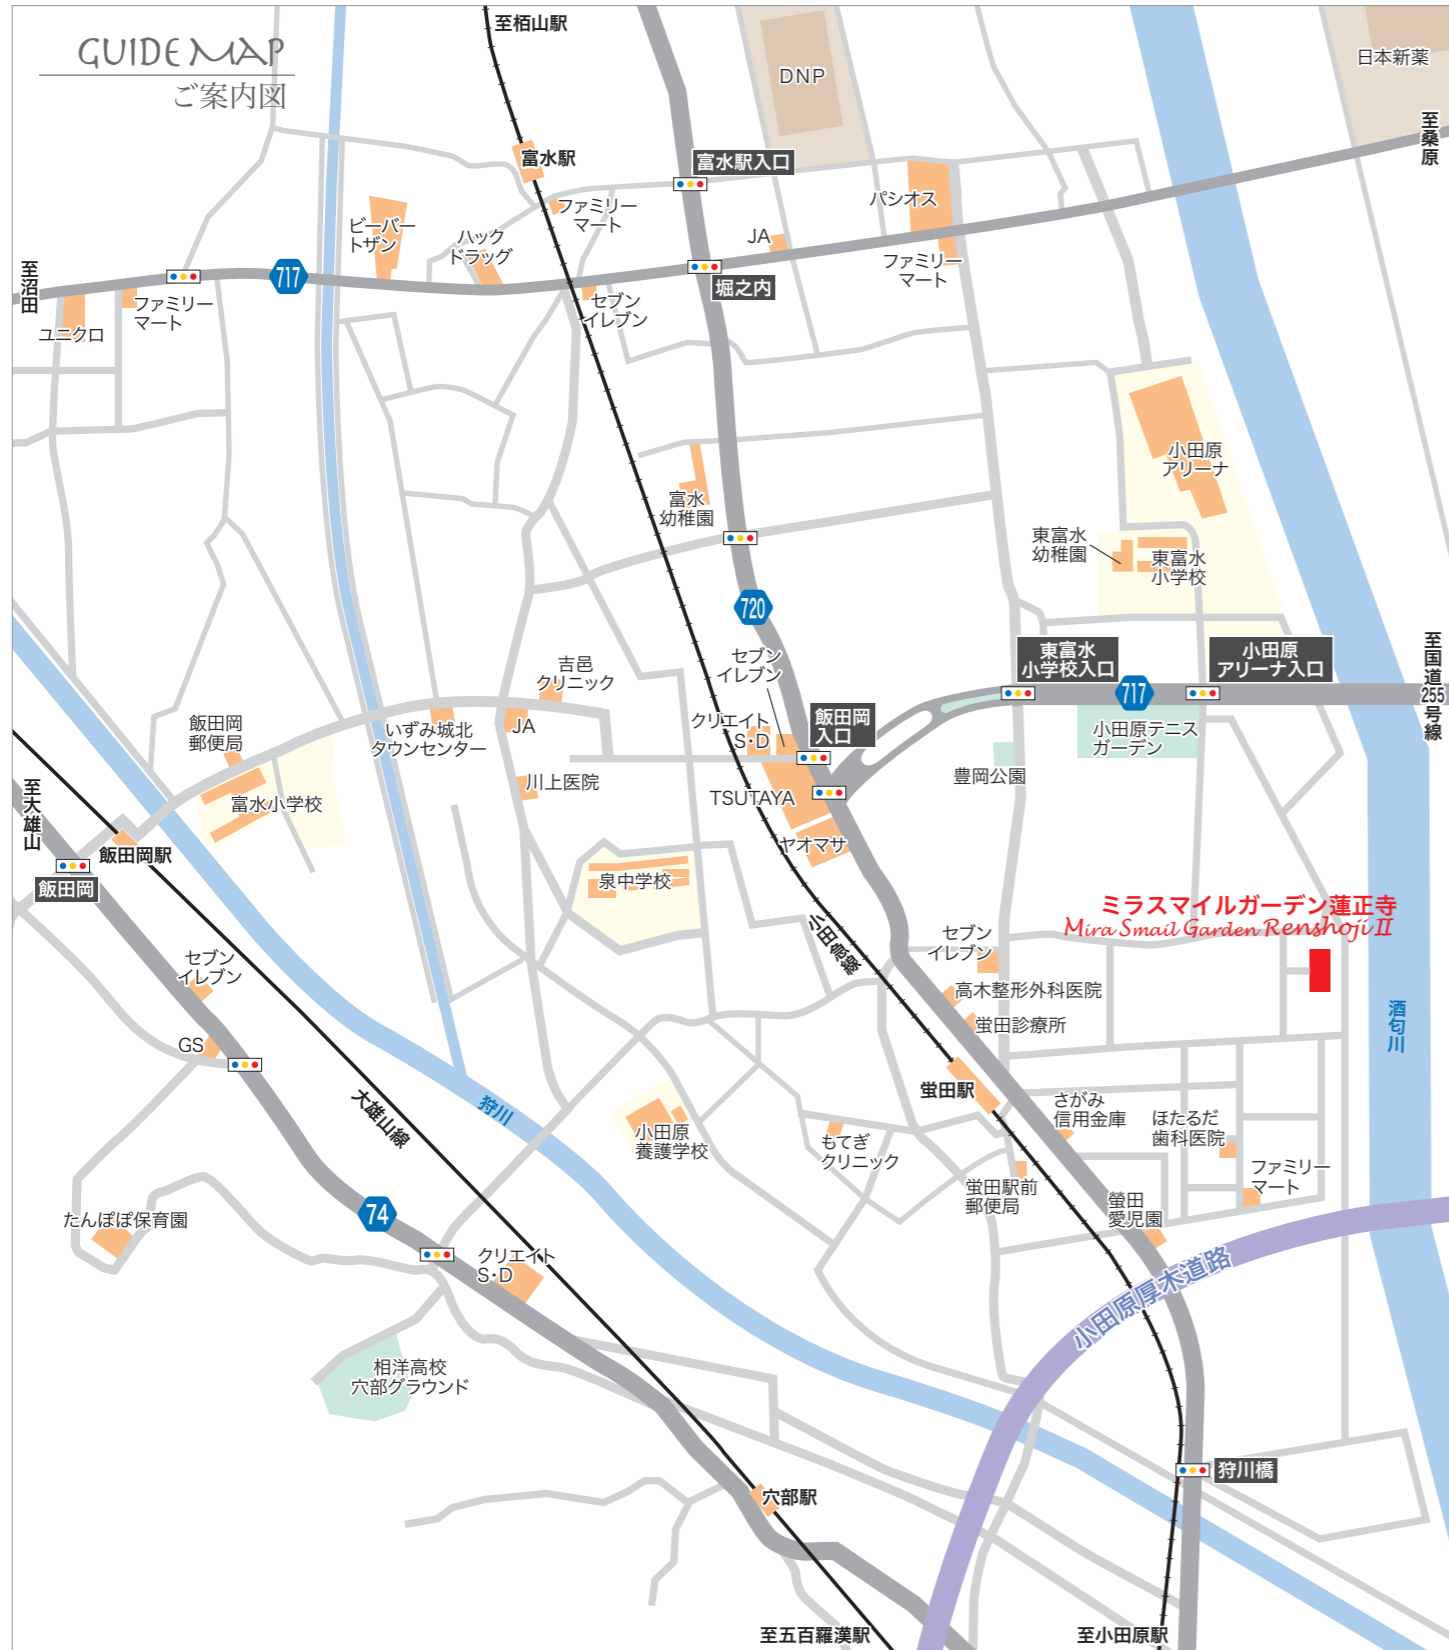 GUIDE MAP
ご案内図
至栢山駅
DNP
日本新薬
至桑原
富水駅
富水駅入口
ファミリー
マート
パシオス
ビーバー
トザン
ハック
ドラッグ
JA
ファミリー
マート
至沼田
717
堀之内
ユニクロ
ファミリー
マート
セブン
イレブン
小田原
アリーナ
富水
幼稚園
東富水
幼稚園
東富水
小学校
720
セブン
イレブン
東富水
小学校入口
小田原
アリーナ入口
至国道255号線
717
吉邑
クリニック
飯田岡
郵便局
いずみ城北
タウンセンター
JA
クリエイト
S・D
飯田岡
入口
小田原テニス
ガーデン
豊岡公園
至大雄山
富水小学校
川上医院
TSUTAYA
飯田岡駅
ヤオマサ
飯田岡
泉中学校
小田急線
ミラスマイルガーデン蓮正寺
Mira Smail Garden Renshoji II
セブン
イレブン
セブン
イレブン
高木整形外科医院
蛍田診療所
酒匂川
GS
蛍田駅
大雄山線
狩川
さがみ
信用金庫
ほたるだ
歯科医院
小田原
養護学校
もてぎ
クリニック
ファミリー
マート
蛍田駅前
郵便局
螢田
愛児園
たんぽぽ保育園
74
クリエイト
S・D
小田原厚木道路
相洋高校
穴部グラウンド
狩川橋
穴部駅
至五百羅漢駅
至小田原駅